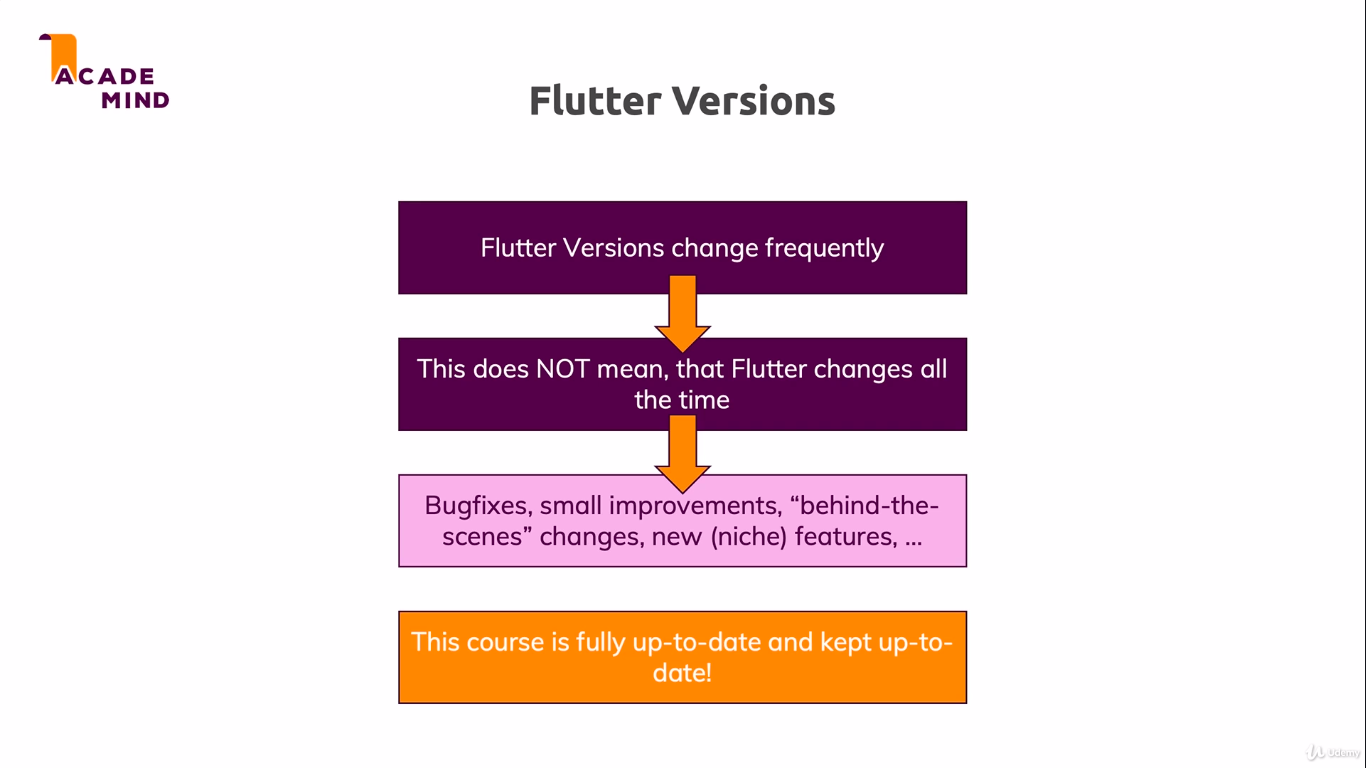 ACADE
MIND
Flutter Versions
Flutter Versions change frequently
This does NOT mean, that Flutter changes all
the time
Bugfixes, small improvements, “behind-the-
scenes” changes, new (niche) features, ...
This course is fully up-to-date and kept up-to-
date!
Udemy